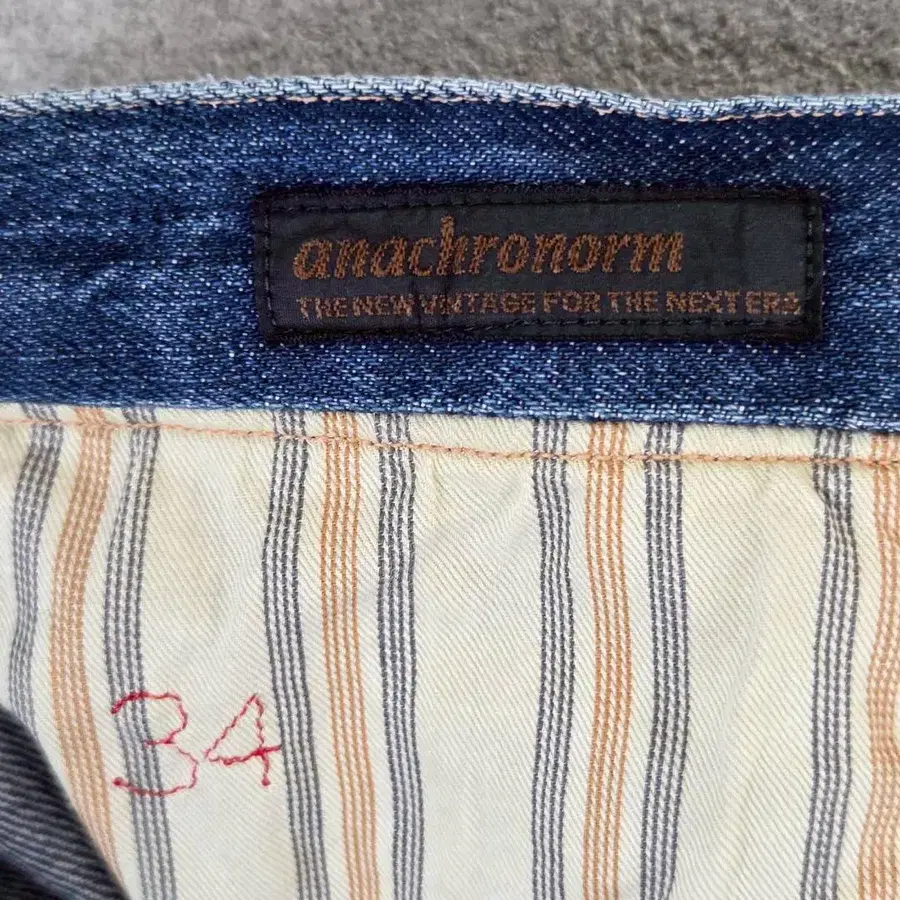 anachronorm
THE NEW VINTAGE FOR THE NEXT ERA
34